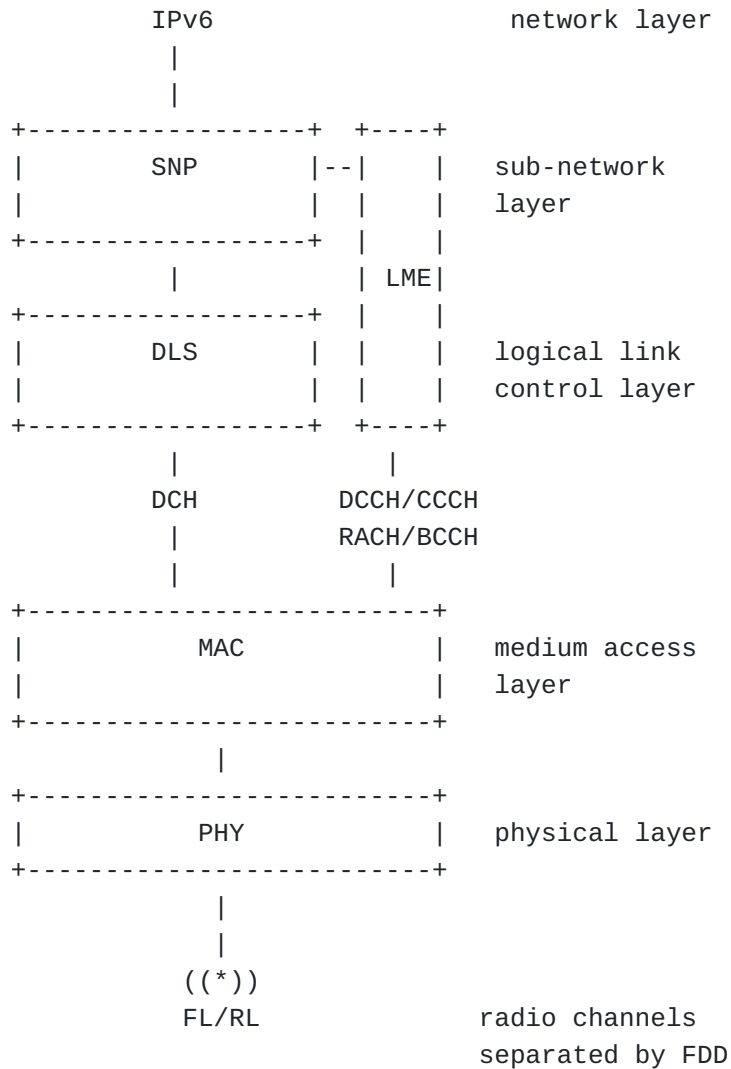 IPv6 network layer
SNP sub-network
layer
LME
DLS logical link
control layer
DCH DCCH/CCCH
RACH/BCCH
MAC medium access
layer
PHY physical layer
((*))
FL/RL radio channels
separated by FDD